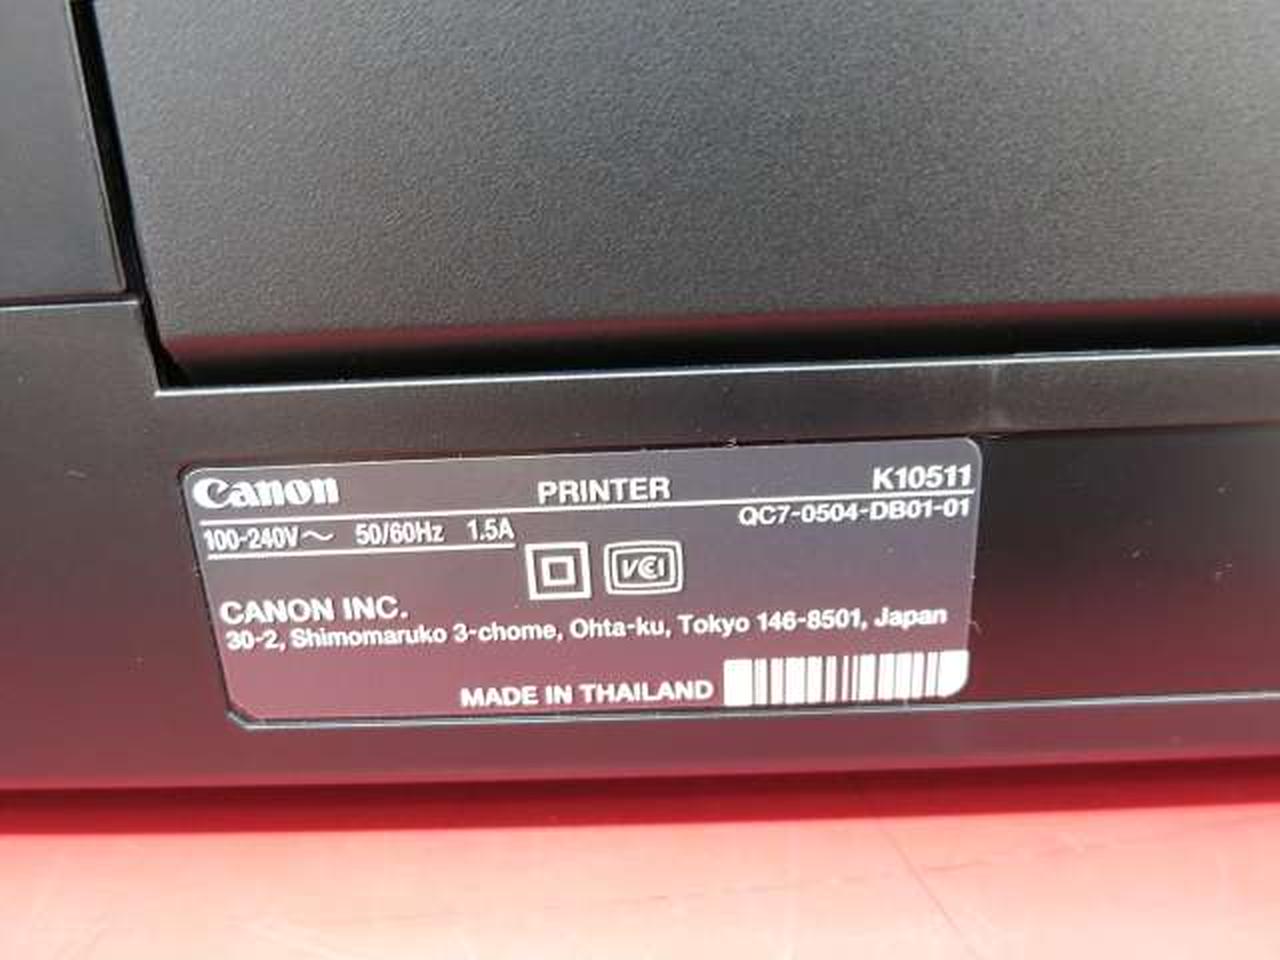 Canon PRINTER K10511
100-240V~ 50/60Hz 1.5A QC7-0504-DB01-01
VCCI
CANON INC.
30-2, Shimomaruko 3-chome, Ohta-ku, Tokyo 146-8501, Japan
MADE IN THAILAND